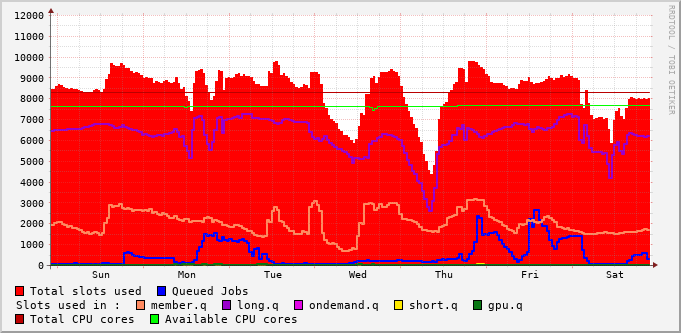 12000
11000
10000
9000
8000
7000
6000
5000
4000
3000
2000
1000
0
Sun Mon Tue Wed Thu Fri Sat
RRDTOOL / TOBI OETIKER
Total slots used Queued Jobs
Slots used in : member.q long.q ondemand.q short.q gpu.q
Total CPU cores Available CPU cores